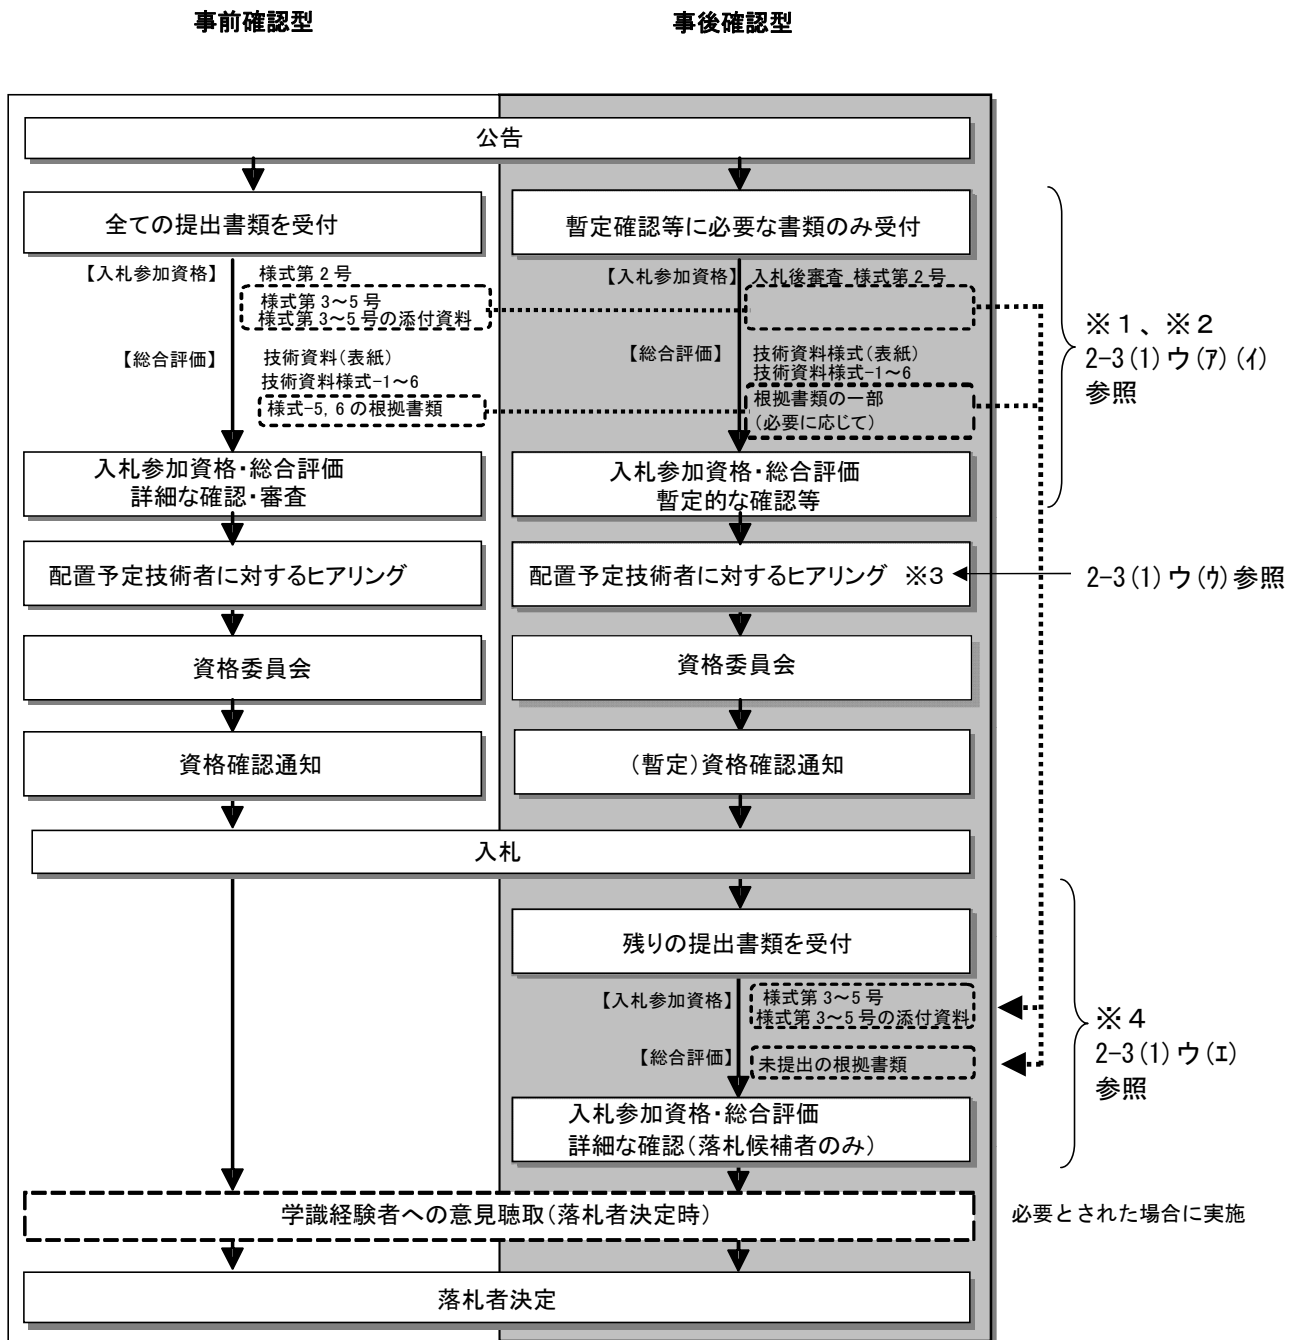 事前確認型
事後確認型
公告
全ての提出書類を受付
暫定確認等に必要な書類のみ受付
【入札参加資格】
様式第2号
様式第3～5号
様式第3～5号の添付資料
【入札参加資格】
入札後審査 様式第2号
【総合評価】
技術資料(表紙)
技術資料様式-1～6
様式-5,6の根拠書類
【総合評価】
技術資料様式(表紙)
技術資料様式-1～6
根拠書類の一部
(必要に応じて)
※1、※2
2-3(1)ウ(ｱ)(ｲ)
参照
入札参加資格・総合評価
詳細な確認・審査
入札参加資格・総合評価
暫定的な確認等
配置予定技術者に対するヒアリング
配置予定技術者に対するヒアリング ※3
2-3(1)ウ(ｳ)参照
資格委員会
資格委員会
資格確認通知
(暫定)資格確認通知
入札
残りの提出書類を受付
【入札参加資格】
様式第3～5号
様式第3～5号の添付資料
【総合評価】
未提出の根拠書類
※4
2-3(1)ウ(ｴ)
参照
入札参加資格・総合評価
詳細な確認(落札候補者のみ)
学識経験者への意見聴取(落札者決定時)
必要とされた場合に実施
落札者決定